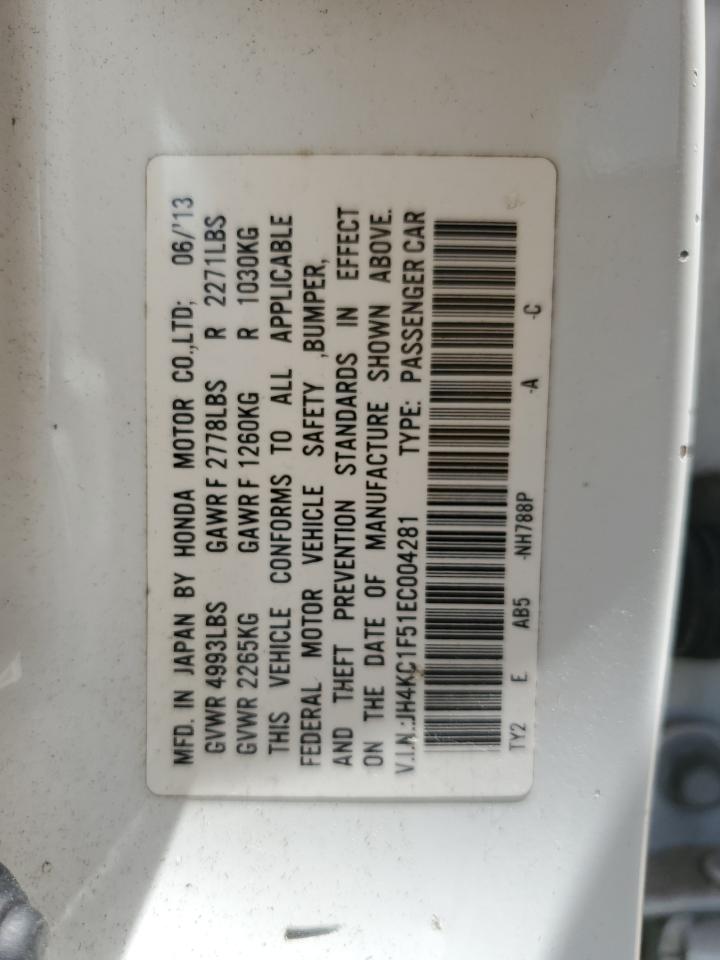 MFD. IN JAPAN BY HONDA MOTOR CO.,LTD; 06/'13
GVWR 4993LBS GAWR F 2778LBS R 2271LBS
GVWR 2265KG GAWR F 1260KG R 1030KG
THIS VEHICLE CONFORMS TO ALL APPLICABLE
FEDERAL MOTOR VEHICLE SAFETY ,BUMPER,
AND THEFT PREVENTION STANDARDS IN EFFECT
ON THE DATE OF MANUFACTURE SHOWN ABOVE.
V.I.N.:JH4KC1F51EC004281 TYPE: PASSENGER CAR
TY2 E AB5 -NH788P -A -C